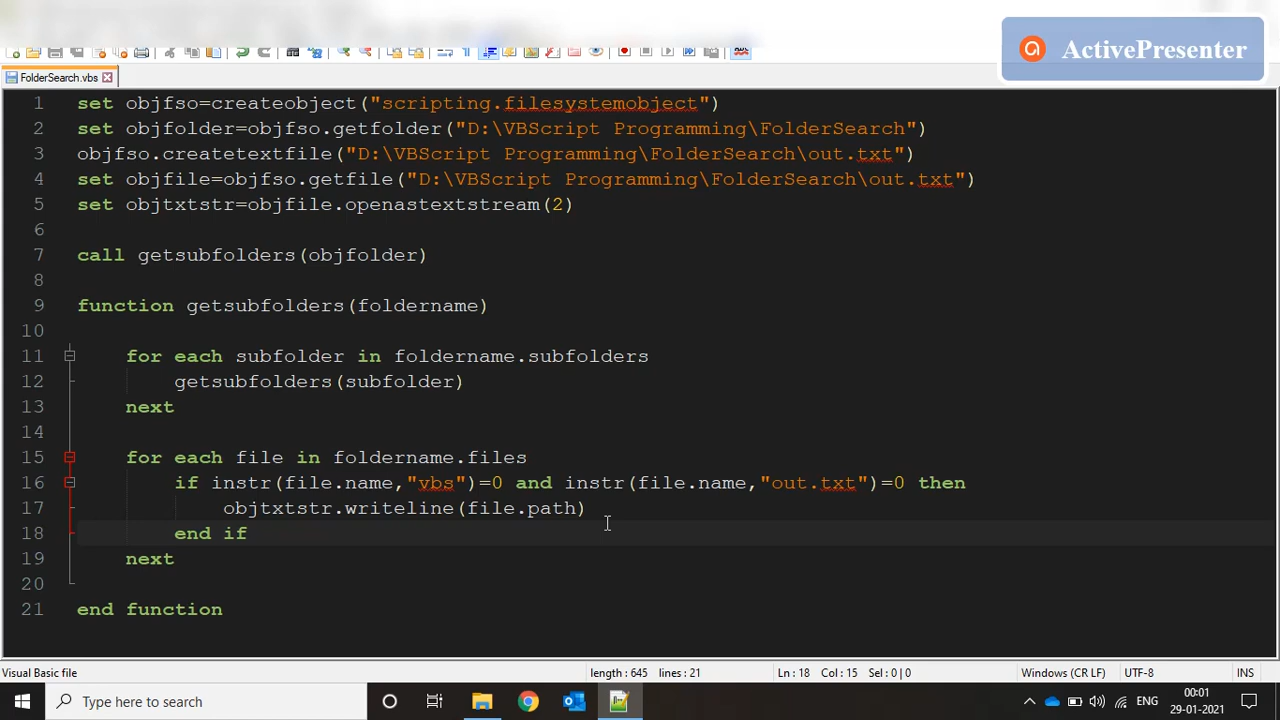 ActivePresenter
FolderSearch.vbs
1 set objfso=createobject("scripting.filesystemobject")
2 set objfolder=objfso.getfolder("D:\VBScript Programming\FolderSearch")
3 objfso.createtextfile("D:\VBScript Programming\FolderSearch\out.txt")
4 set objfile=objfso.getfile("D:\VBScript Programming\FolderSearch\out.txt")
5 set objtxtstr=objfile.openastextstream(2)
6
7 call getsubfolders(objfolder)
8
9 function getsubfolders(foldername)
10
11 for each subfolder in foldername.subfolders
12 getsubfolders(subfolder)
13 next
14
15 for each file in foldername.files
16 if instr(file.name,"vbs")=0 and instr(file.name,"out.txt")=0 then
17 objtxtstr.writeline(file.path)
18 end if
19 next
20
21 end function
Visual Basic file length : 645 lines : 21 Ln : 18 Col : 15 Sel : 0 | 0 Windows (CR LF) UTF-8 INS
Type here to search ENG 00:01
29-01-2021